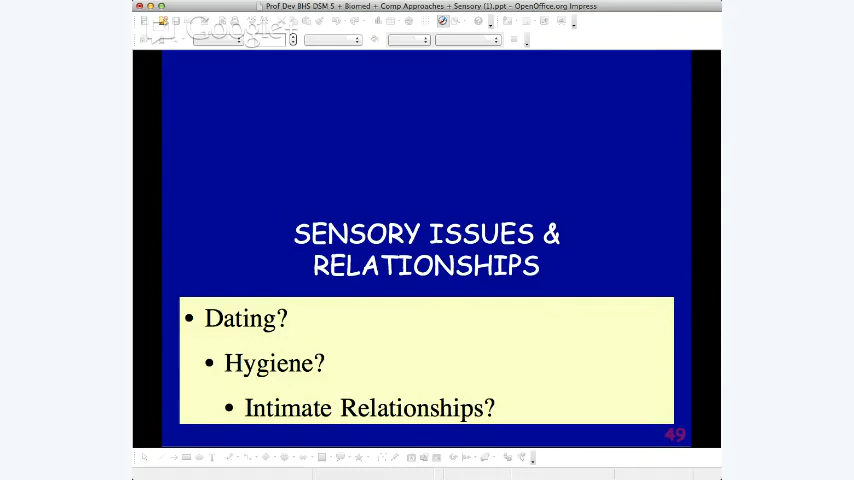 Prof Dev BHS DSM 5 + Biomed + Comp Approaches + Sensory (1).ppt - OpenOffice.org Impress
Google+
SENSORY ISSUES &
RELATIONSHIPS
• Dating?
• Hygiene?
• Intimate Relationships?
49